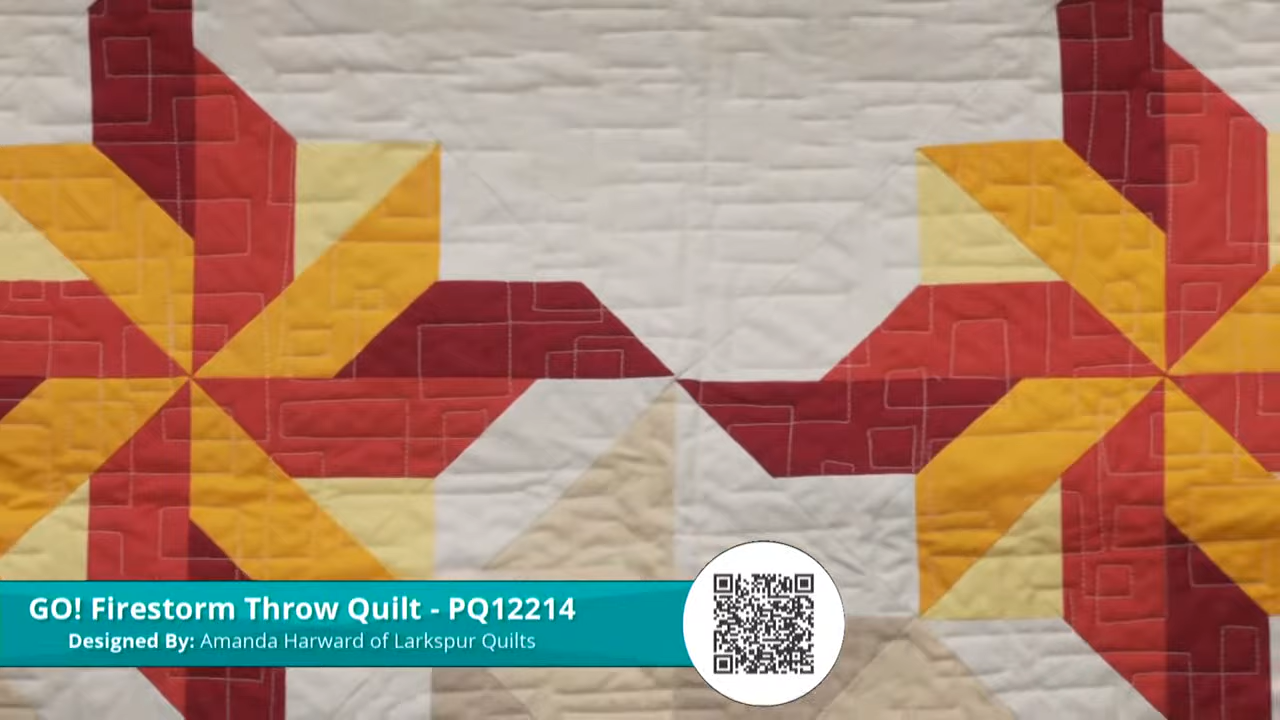 GO! Firestorm Throw Quilt - PQ12214
Designed By: Amanda Harward of Larkspur Quilts